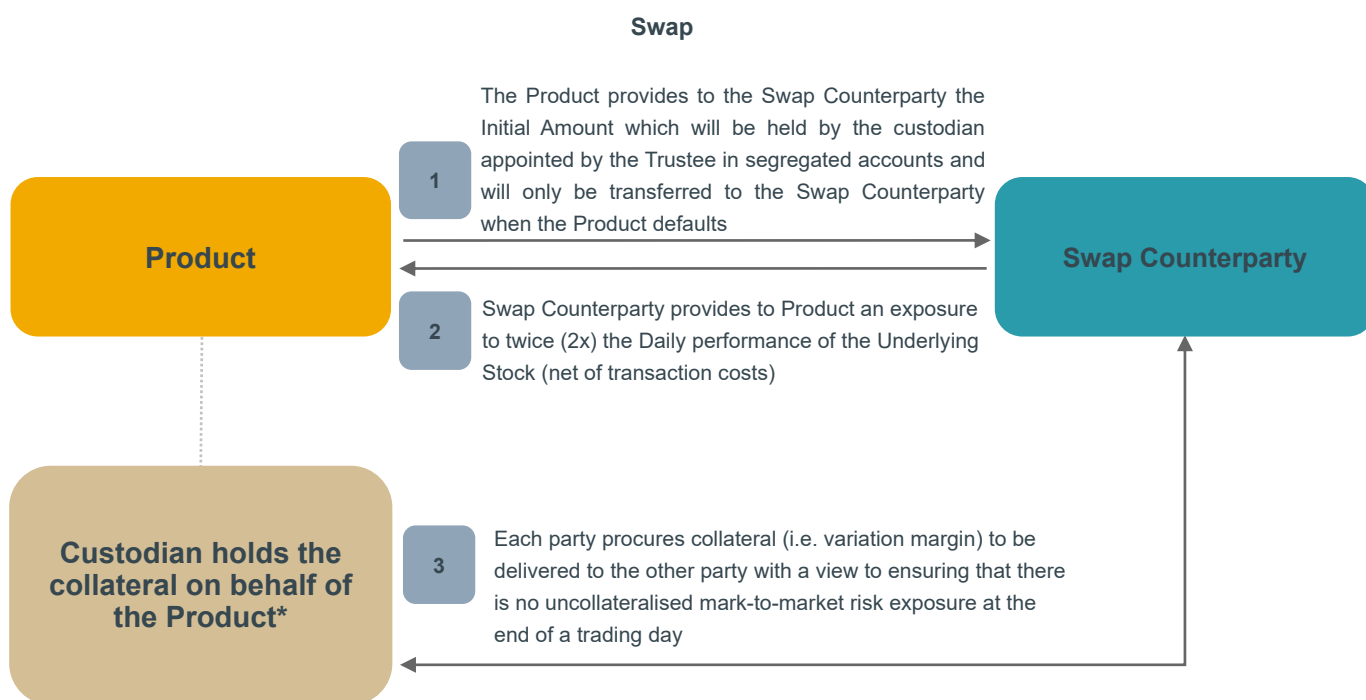 Swap
The Product provides to the Swap Counterparty the
Initial Amount which will be held by the custodian
appointed by the Trustee in segregated accounts and
will only be transferred to the Swap Counterparty
when the Product defaults
1
Product
Swap Counterparty
2
Swap Counterparty provides to Product an exposure
to twice (2x) the Daily performance of the Underlying
Stock (net of transaction costs)
Custodian holds the
collateral on behalf of
the Product*
3
Each party procures collateral (i.e. variation margin) to be
delivered to the other party with a view to ensuring that there
is no uncollateralised mark-to-market risk exposure at the
end of a trading day